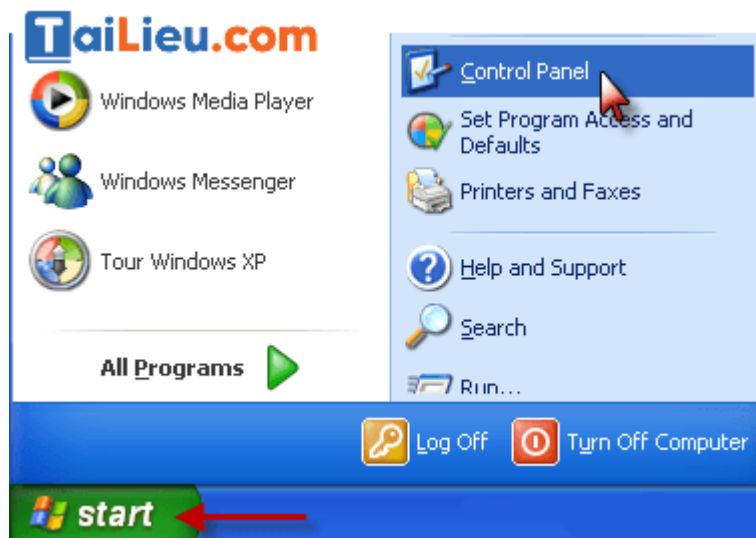 TaiLieu.com
Windows Media Player
Windows Messenger
Tour Windows XP
All Programs
Control Panel
Set Program Access and
Defaults
Printers and Faxes
Help and Support
Search
Run...
Log Off
Turn Off Computer
start